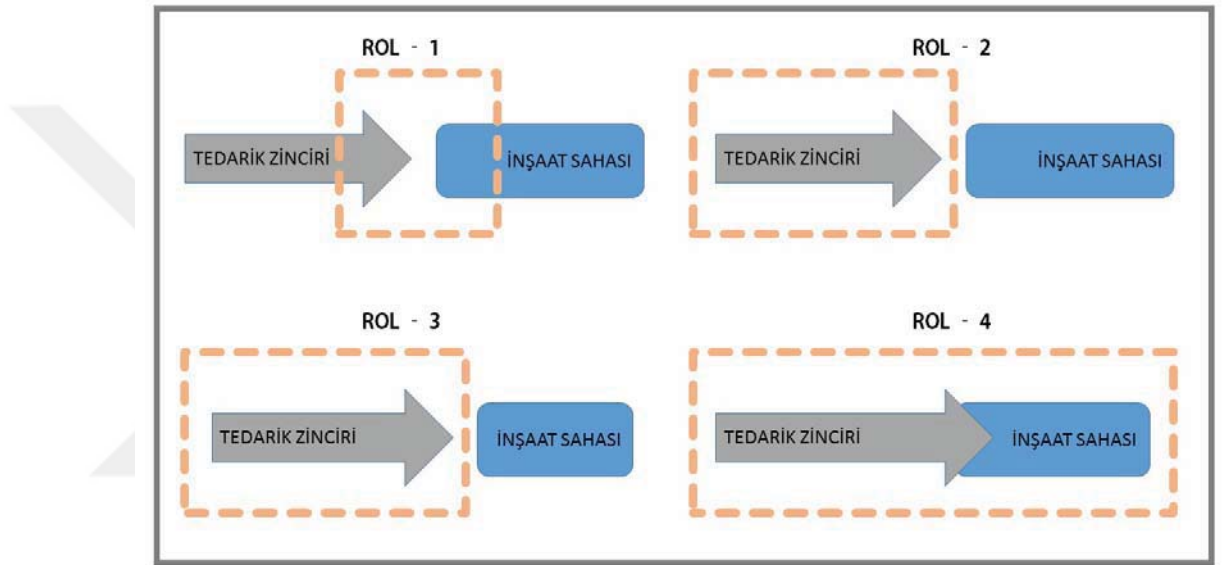 ROL - 1
ROL - 2
TEDARİK ZİNCİRİ
İNŞAAT SAHASI
TEDARİK ZİNCİRİ
İNŞAAT SAHASI
ROL - 3
ROL - 4
TEDARİK ZİNCİRİ
İNŞAAT SAHASI
TEDARİK ZİNCİRİ
İNŞAAT SAHASI